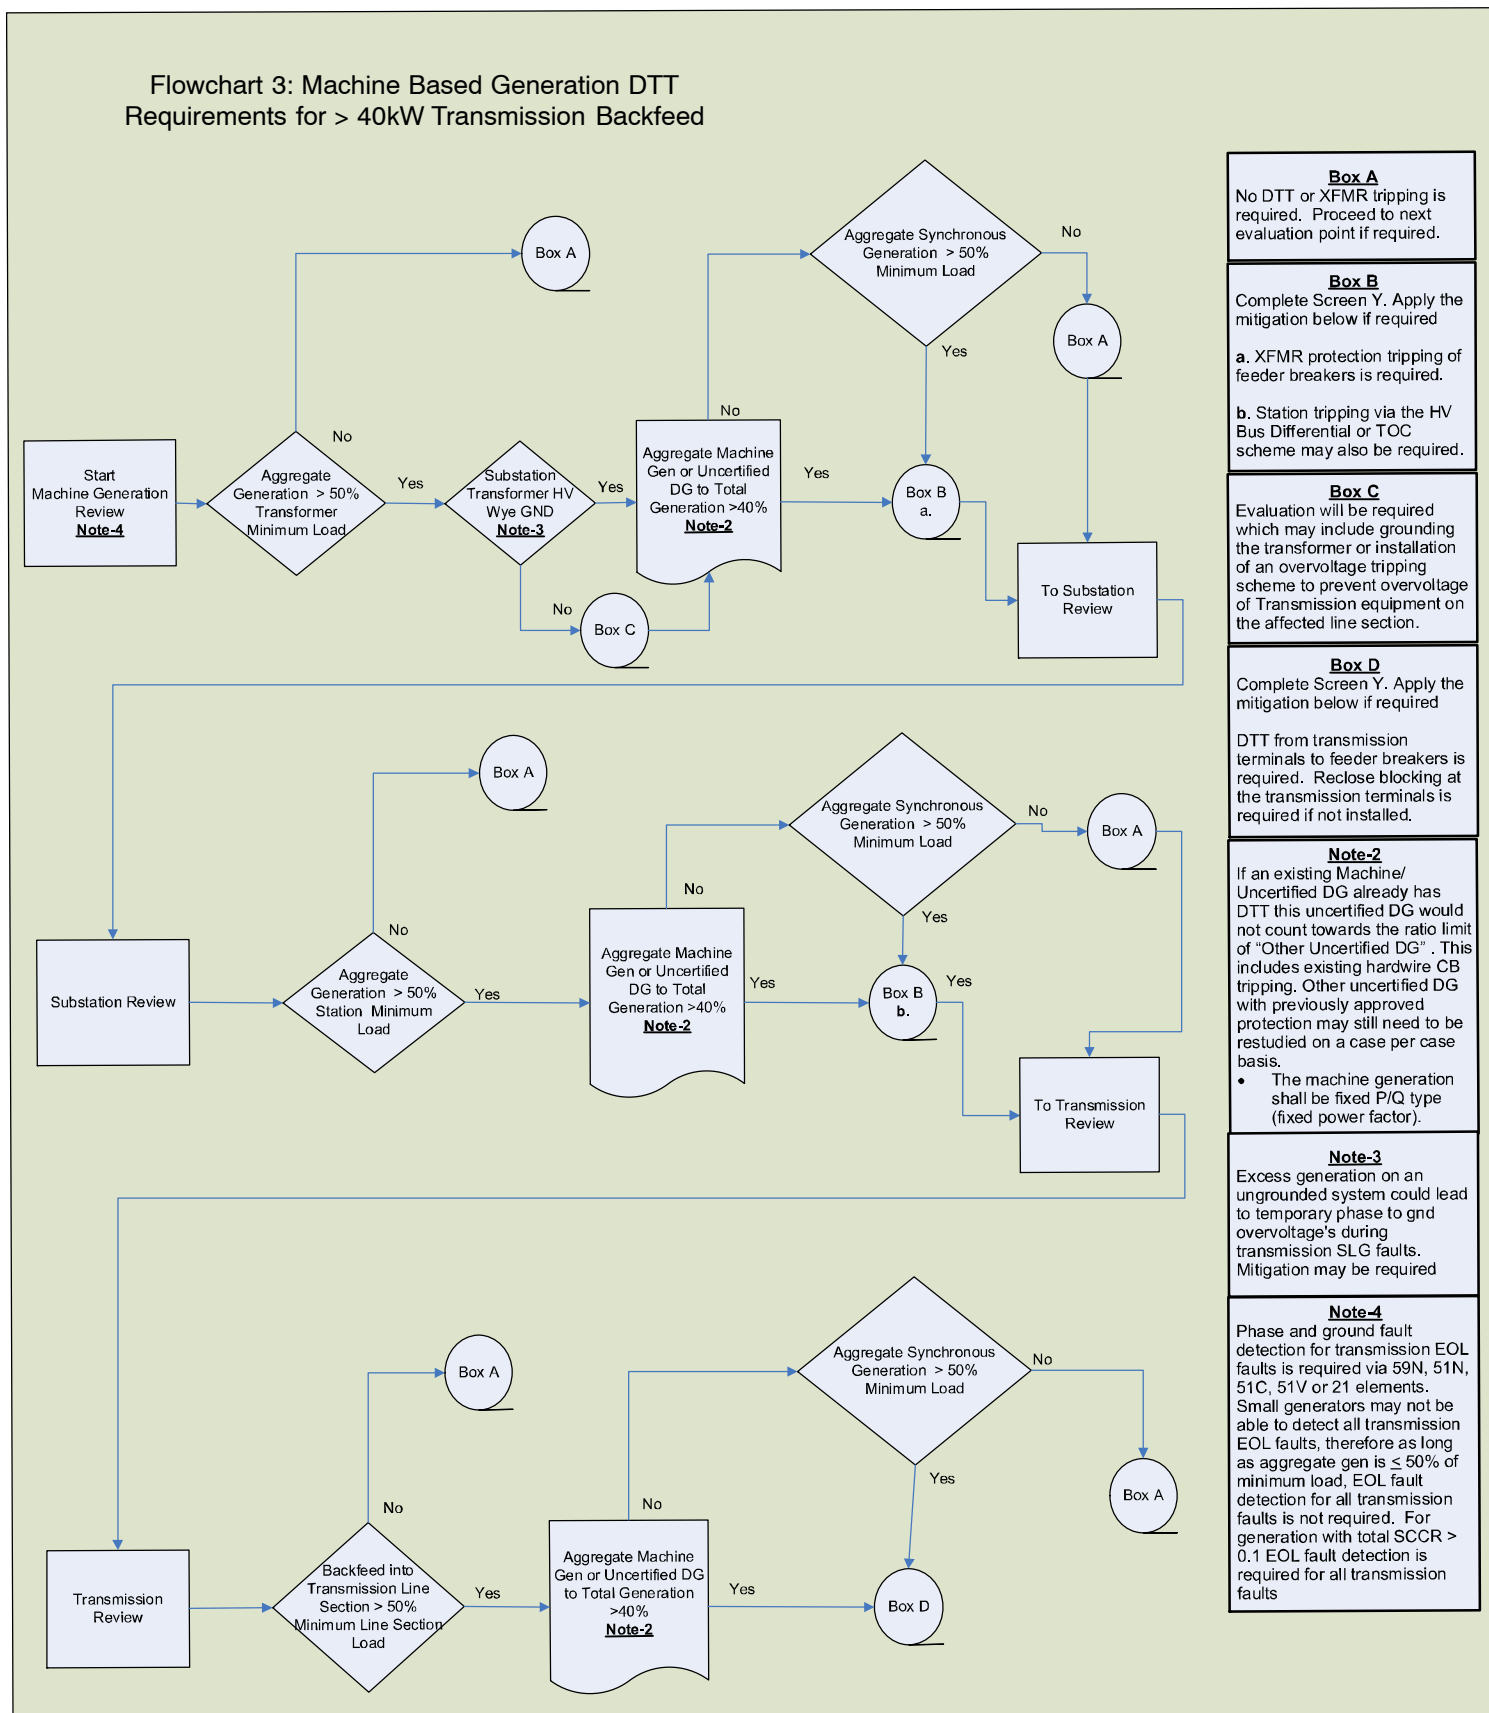 Flowchart 3: Machine Based Generation DTT
Requirements for > 40kW Transmission Backfeed
Start
Machine Generation
Review
Note-4
Aggregate
Generation > 50%
Transformer
Minimum Load
No
Box A
Yes
Substation
Transformer HV
Wye GND
Note-3
Yes
No
Box C
Aggregate Machine
Gen or Uncertified
DG to Total
Generation >40%
Note-2
No
Yes
Aggregate Synchronous
Generation > 50%
Minimum Load
No
Yes
Box A
Box B
a.
To Substation
Review
Substation Review
Aggregate
Generation > 50%
Station Minimum
Load
No
Box A
Yes
Aggregate Machine
Gen or Uncertified
DG to Total
Generation >40%
Note-2
No
Yes
Aggregate Synchronous
Generation > 50%
Minimum Load
No
Yes
Box A
Box B
b.
Yes
To Transmission
Review
Transmission
Review
Backfeed into
Transmission Line
Section > 50%
Minimum Line Section
Load
No
Box A
Yes
Aggregate Machine
Gen or Uncertified DG
to Total Generation
>40%
Note-2
No
Yes
Aggregate Synchronous
Generation > 50%
Minimum Load
No
Yes
Box A
Box D
Box A
No DTT or XFMR tripping is
required. Proceed to next
evaluation point if required.
Box B
Complete Screen Y. Apply the
mitigation below if required
a. XFMR protection tripping of
feeder breakers is required.
b. Station tripping via the HV
Bus Differential or TOC
scheme may also be required.
Box C
Evaluation will be required
which may include grounding
the transformer or installation
of an overvoltage tripping
scheme to prevent overvoltage
of Transmission equipment on
the affected line section.
Box D
Complete Screen Y. Apply the
mitigation below if required
DTT from transmission
terminals to feeder breakers is
required. Reclose blocking at
the transmission terminals is
required if not installed.
Note-2
If an existing Machine/
Uncertified DG already has
DTT this uncertified DG would
not count towards the ratio limit
of “Other Uncertified DG” . This
includes existing hardwire CB
tripping. Other uncertified DG
with previously approved
protection may still need to be
restudied on a case per case
basis.
• The machine generation
shall be fixed P/Q type
(fixed power factor).
Note-3
Excess generation on an
ungrounded system could lead
to temporary phase to gnd
overvoltage's during
transmission SLG faults.
Mitigation may be required
Note-4
Phase and ground fault
detection for transmission EOL
faults is required via 59N, 51N,
51C, 51V or 21 elements.
Small generators may not be
able to detect all transmission
EOL faults, therefore as long
as aggregate gen is ≤ 50% of
minimum load, EOL fault
detection for all transmission
faults is not required. For
generation with total SCCR >
0.1 EOL fault detection is
required for all transmission
faults